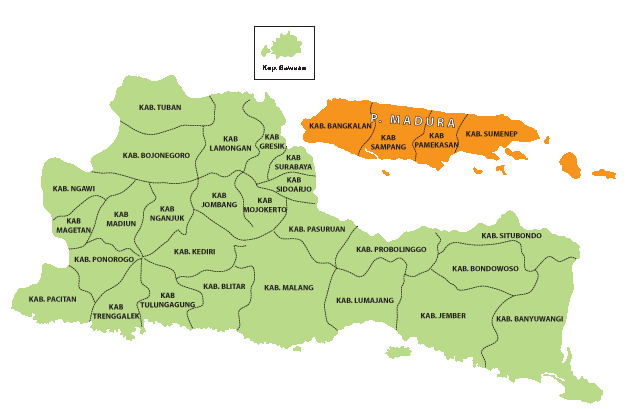 Kep. Bawean
KAB. TUBAN
P. MADURA
KAB. BANGKALAN
KAB
SAMPANG
KAB
PAMEKASAN
KAB. SUMENEP
KAB
LAMONGAN
KAB
GRESIK
KAB. BOJONEGORO
KAB
SURABAYA
KAB
SIDOARJO
KAB. NGAWI
KAB
JOMBANG
KAB
MOJOKERTO
KAB
MAGETAN
KAB
MADIUN
KAB
NGANJUK
KAB. PASURUAN
KAB. SITUBONDO
KAB. PROBOLINGGO
KAB. KEDIRI
KAB. PONOROGO
KAB. BONDOWOSO
KAB. PACITAN
KAB
TRENGGALEK
KAB
TULUNGAGUNG
KAB. BLITAR
KAB. MALANG
KAB. LUMAJANG
KAB. JEMBER
KAB. BANYUWANGI